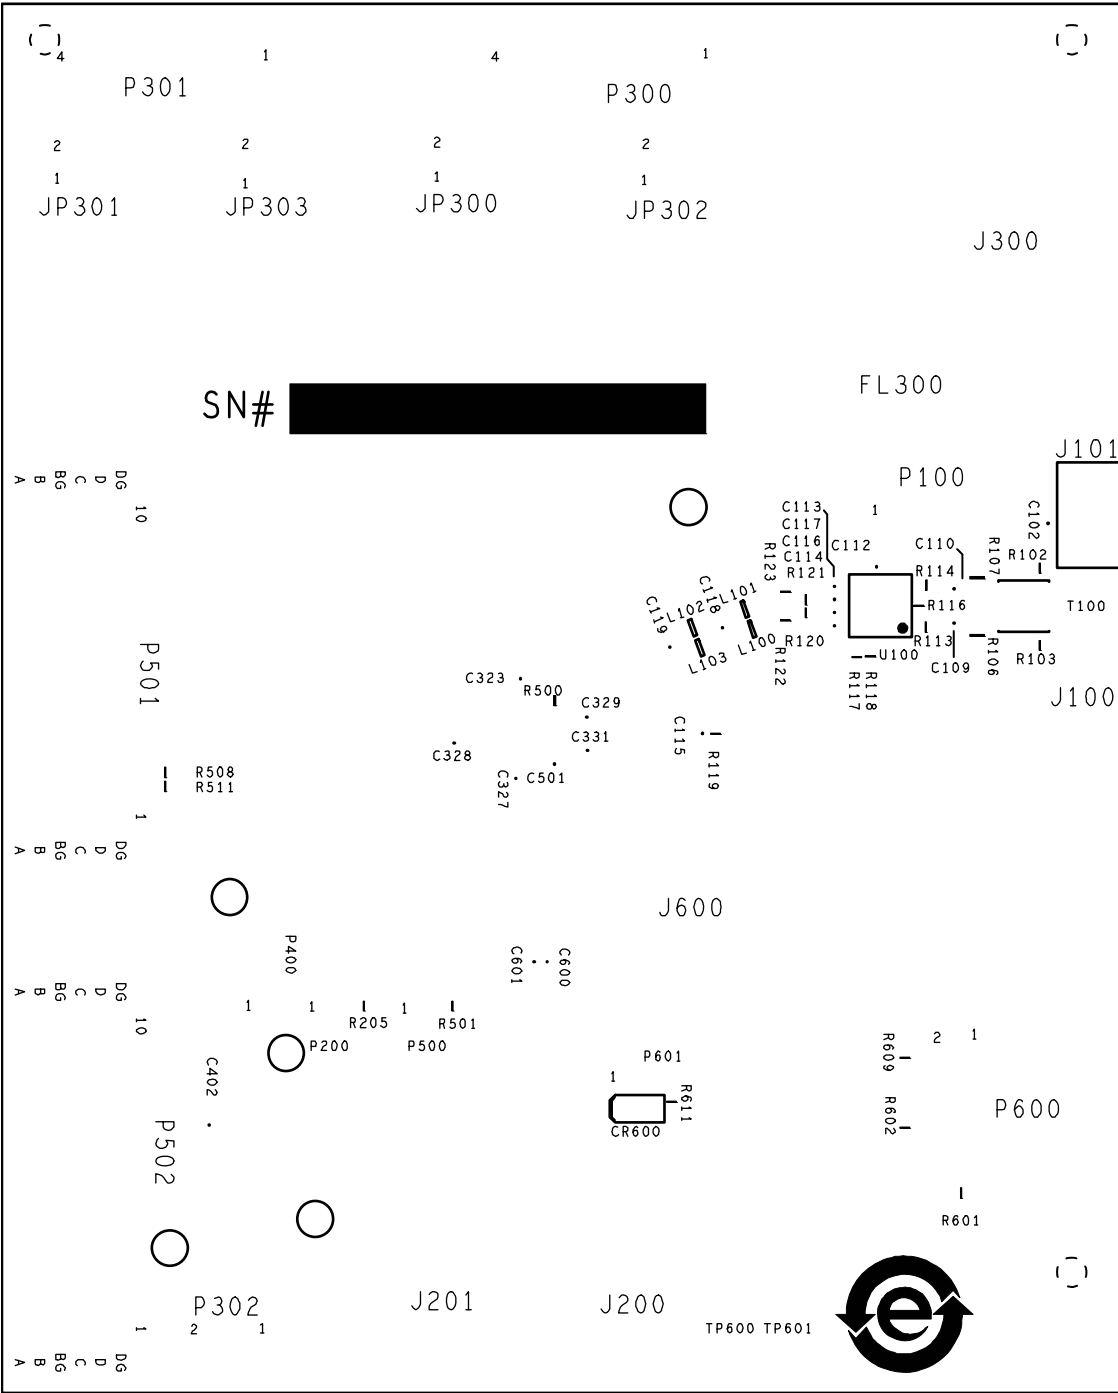 4 1 4 1
P301 P300
2 2 2 2
1 1 1 1
JP301 JP303 JP300 JP302
J300
FL300
SN#
J101
P100
A B BG C D DG
10
C113
C117
C116
C114
C112
1
C110
C102
R123
R121
R114
R107
R102
C119
L102
C118
L101
R116
T100
L103
L100
R120
R122
U100
R113
C109
R106
R103
R117
R118
P501
J100
C323
R500
C329
C331
C328
C327
C501
C115
R119
R508
R511
1
A B BG C D DG
J600
P400
C601
C600
A B BG C D DG
10
1 1 1
R205 R501
P200 P500
C402
P601
1
R611
CR600
R609
2 1
R602
P600
P502
R601
P302 J201 J200
1 2 1
TP600 TP601
e
A B BG C D DG